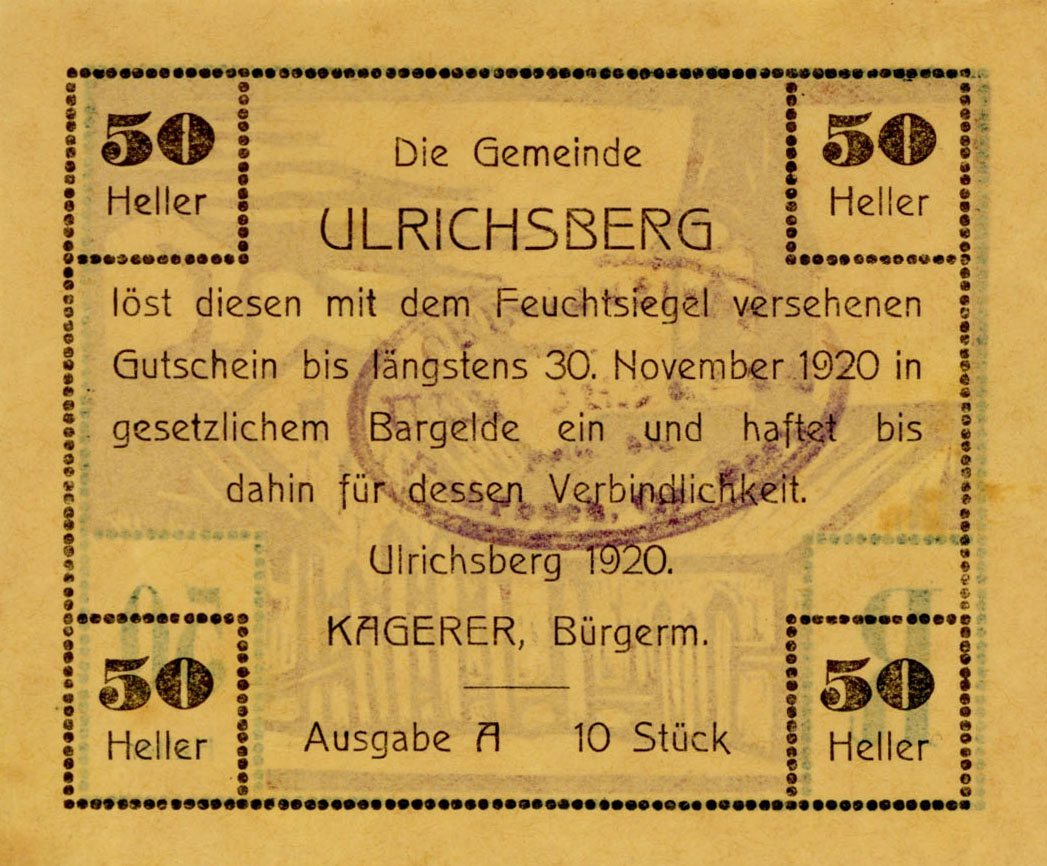 50 Heller
50 Heller
Die Gemeinde
ULRICHSBERG
löst diesen mit dem Feuchtsiegel versehenen
Gutschein bis längstens 30. November 1920 in
gesetzlichem Bargelde ein und haftet bis
dahin für dessen Verbindlichkeit.
Ulrichsberg 1920.
KAGERER, Bürgerm.
Ausgabe A 10 Stück
50 Heller
50 Heller